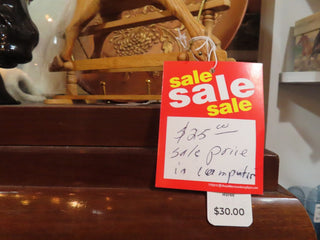 sale
sale
sale
$25.00
sale price
in computer
$30.00